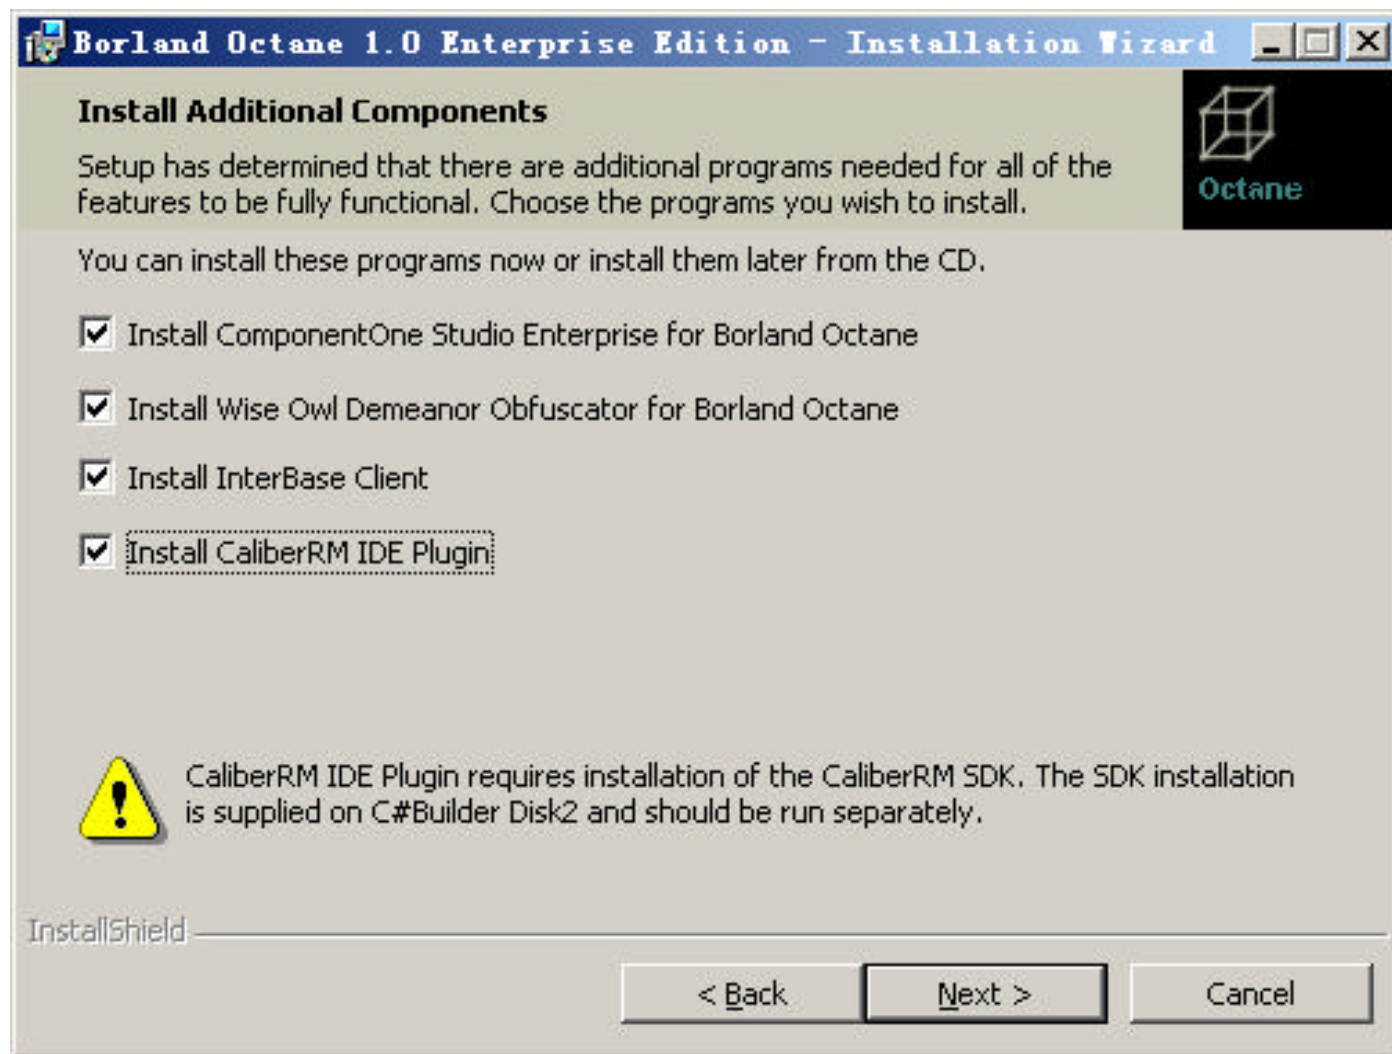 Borland Octane 1.0 Enterprise Edition - Installation Wizard
Install Additional Components
Setup has determined that there are additional programs needed for all of the
features to be fully functional. Choose the programs you wish to install.
Octane
You can install these programs now or install them later from the CD.
Install ComponentOne Studio Enterprise for Borland Octane
Install Wise Owl Demeanor Obfuscator for Borland Octane
Install InterBase Client
Install CaliberRM IDE Plugin
CaliberRM IDE Plugin requires installation of the CaliberRM SDK. The SDK installation
is supplied on C#Builder Disk2 and should be run separately.
InstallShield
< Back
Next >
Cancel